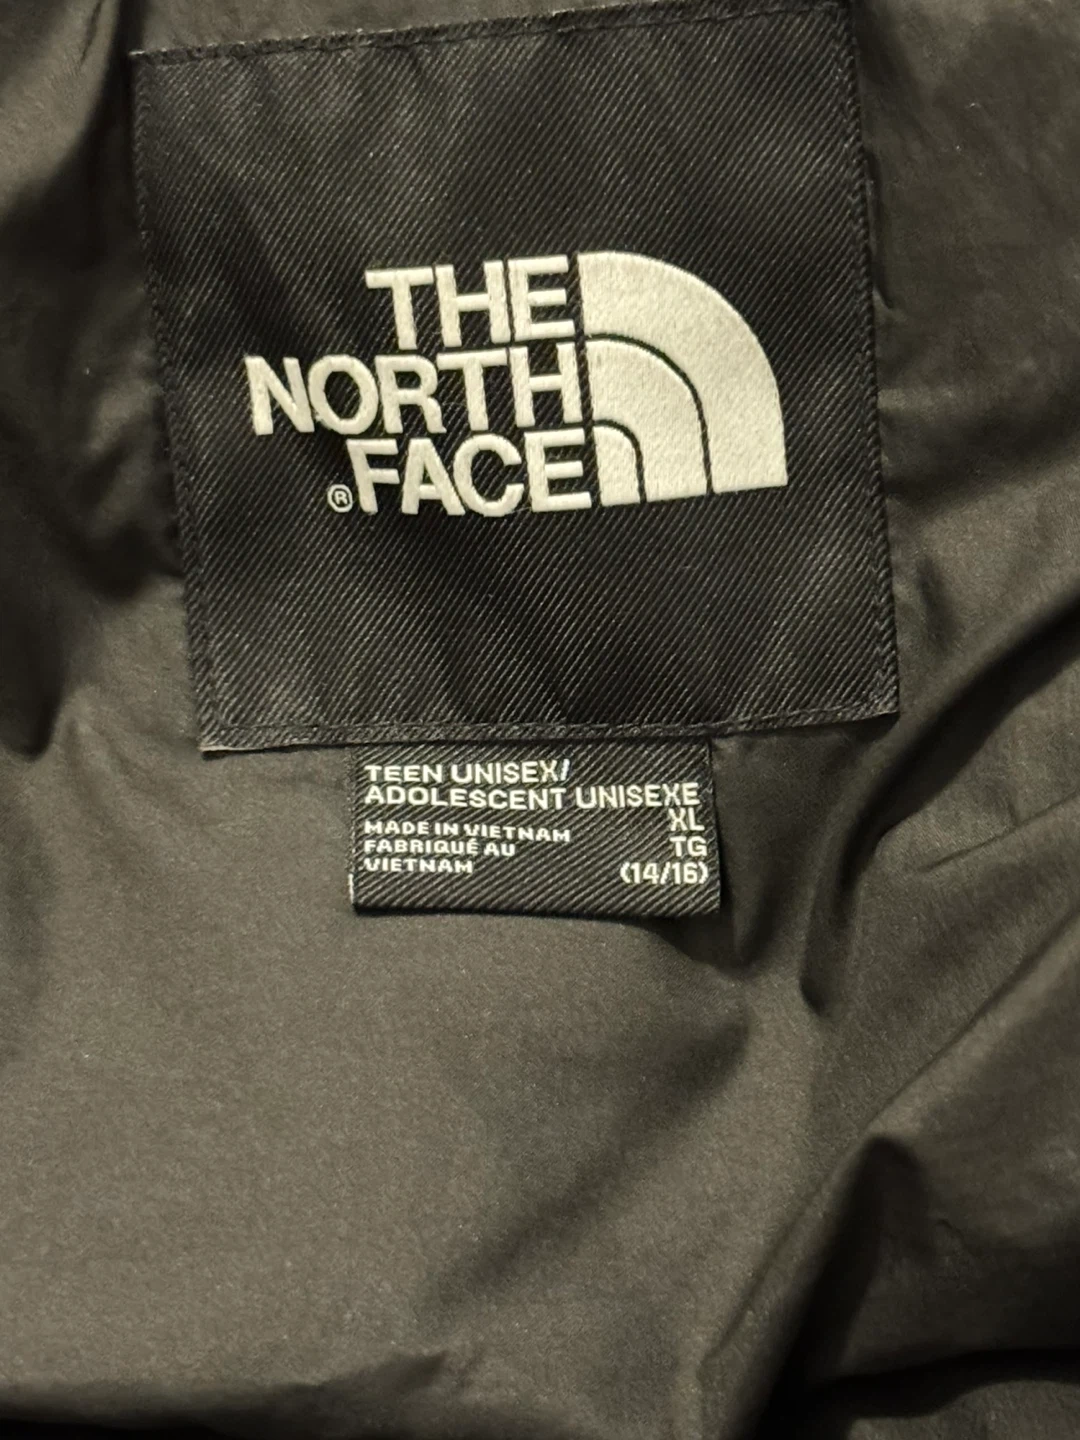 THE
NORTH
®FACE
TEEN UNISEX/
ADOLESCENT UNISEXE
XL
MADE IN VIETNAM
FABRIQUÉ AU TG
VIETNAM (14/16)